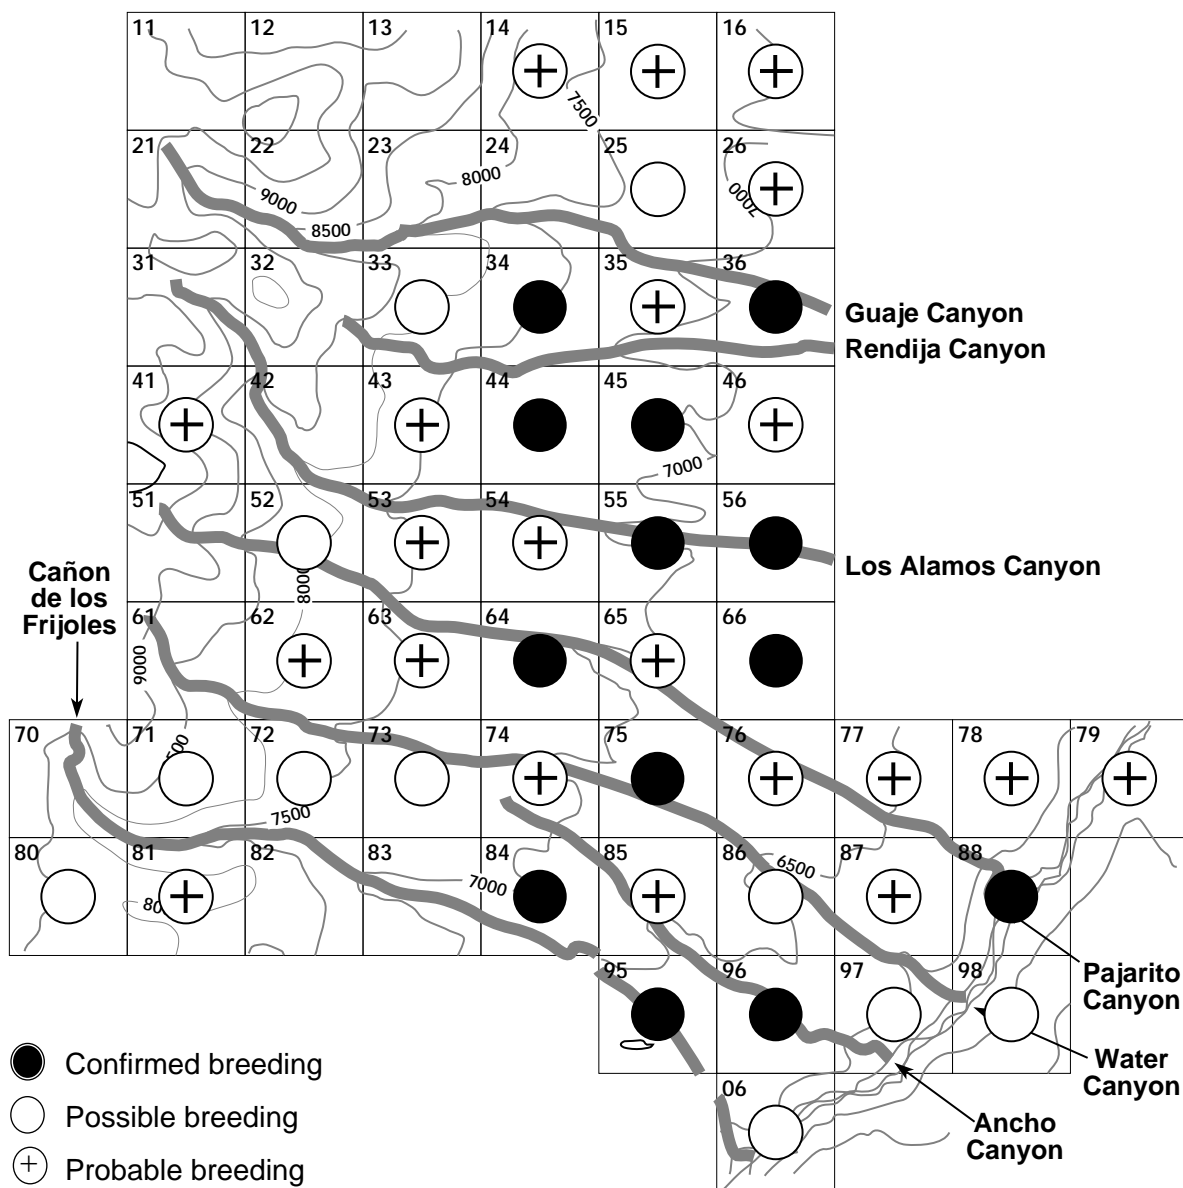 11 12 13 14 15 16
7500
21 22 23 24 25 26
8000
9000
7000
8500
31 32 33 34 35 36
Guaje Canyon
Rendija Canyon
41 42 43 44 45 46
7000
51 52 53 54 55 56
Los Alamos Canyon
Cañon
de los
Frijoles
8000
61 62 63 64 65 66
9000
70 71 72 73 74 75 76 77 78 79
500
7500
80 81 82 83 84 85 86 87 88
6500
7000
80
95 96 97 98
Pajarito
Canyon
Water
Canyon
Ancho
Canyon
06
Confirmed breeding
Possible breeding
Probable breeding